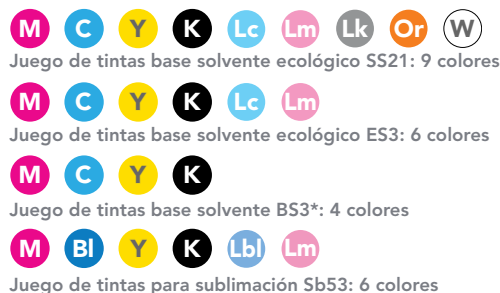 M C Y K Lc Lm Lk Or W
Juego de tintas base solvente ecológico SS21: 9 colores
M C Y K Lc Lm
Juego de tintas base solvente ecológico ES3: 6 colores
M C Y K
Juego de tintas base solvente BS3*: 4 colores
M Bl Y K Lbl Lm
Juego de tintas para sublimación Sb53: 6 colores